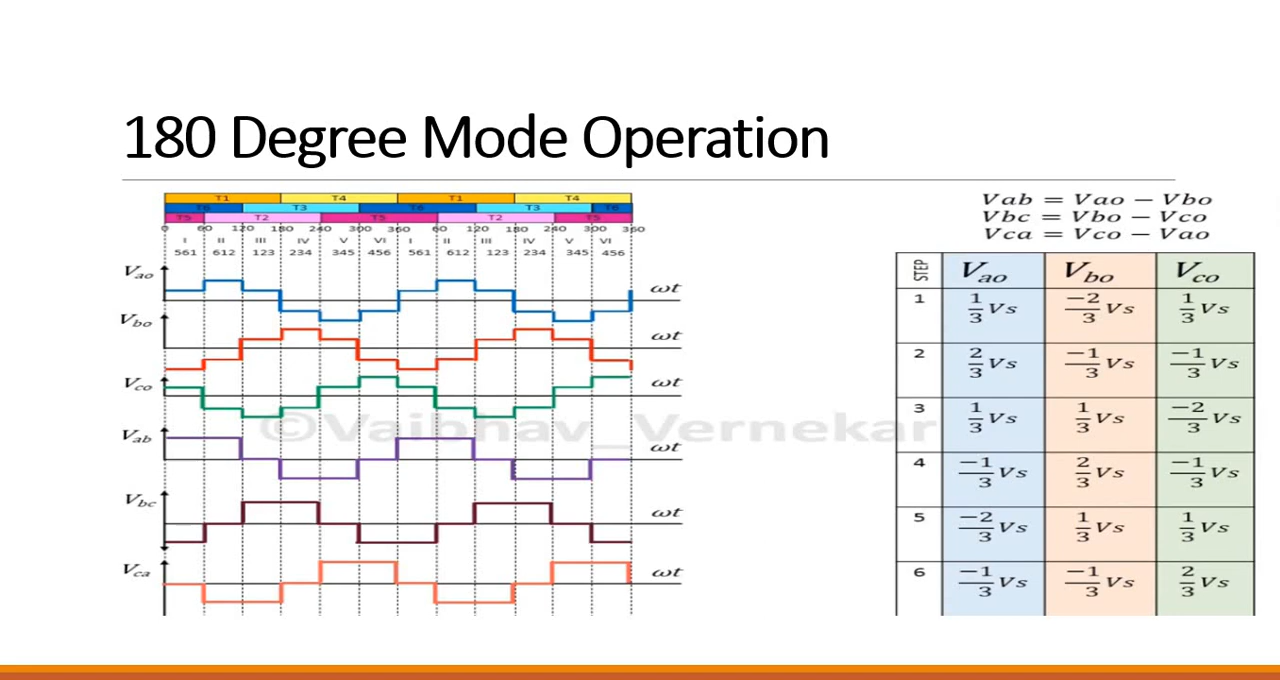 180 Degree Mode Operation
T1 T4 T1 T4
T6 T3 T6 T3 T6
T5 T2 T5 T2 T5
0 60 120 180 240 300 360 60 120 180 240 300 360
I II III IV V VI I II III IV V VI
561 612 123 234 345 456 561 612 123 234 345 456
Vao ωt
Vbo ωt
Vco ωt
©Vaibhav_Vernekar
Vab ωt
Vbc ωt
Vca ωt
Vab = Vao − Vbo
Vbc = Vbo − Vco
Vca = Vco − Vao
STEP Vao Vbo Vco
1 1/3 Vs −2/3 Vs 1/3 Vs
2 2/3 Vs −1/3 Vs −1/3 Vs
3 1/3 Vs 1/3 Vs −2/3 Vs
4 −1/3 Vs 2/3 Vs −1/3 Vs
5 −2/3 Vs 1/3 Vs 1/3 Vs
6 −1/3 Vs −1/3 Vs 2/3 Vs